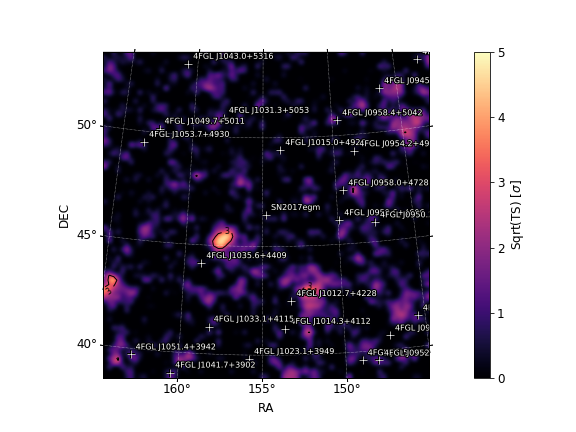 4FGL J1043.0+5316
4FGL J0945
4FGL J1031.3+5053
4FGL J0958.4+5042
4FGL J1049.7+5011
4FGL J1053.7+4930
4FGL J1015.0+492
4FGL J0954.2+49
4FGL J0958.0+4728
SN2017egm
4FGL J1035.6+4409
4FGL J1012.7+4228
4FGL J1033.1+4115
4FGL J1014.3+4112
4FGL J09
4FGL J1051.4+3942
4FGL J1023.1+3949
4FGL J1041.7+3902
3
50°
45°
40°
DEC
160°
155°
150°
RA
5
4
3
2
1
0
Sqrt(TS) [σ]